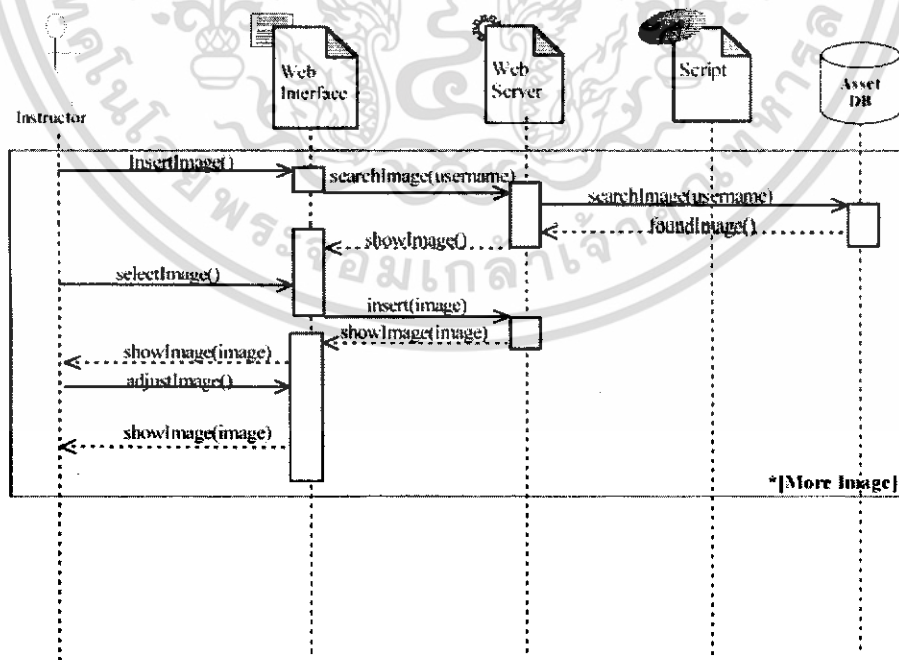 Web
Interface
Web
Server
Script
Asset
DB
Instructor
InsertImage()
searchImage(username)
searchImage(username)
foundImage()
showImage()
selectImage()
insert(image)
showImage(image)
showImage(image)
adjustImage()
showImage(image)
*[More Image]